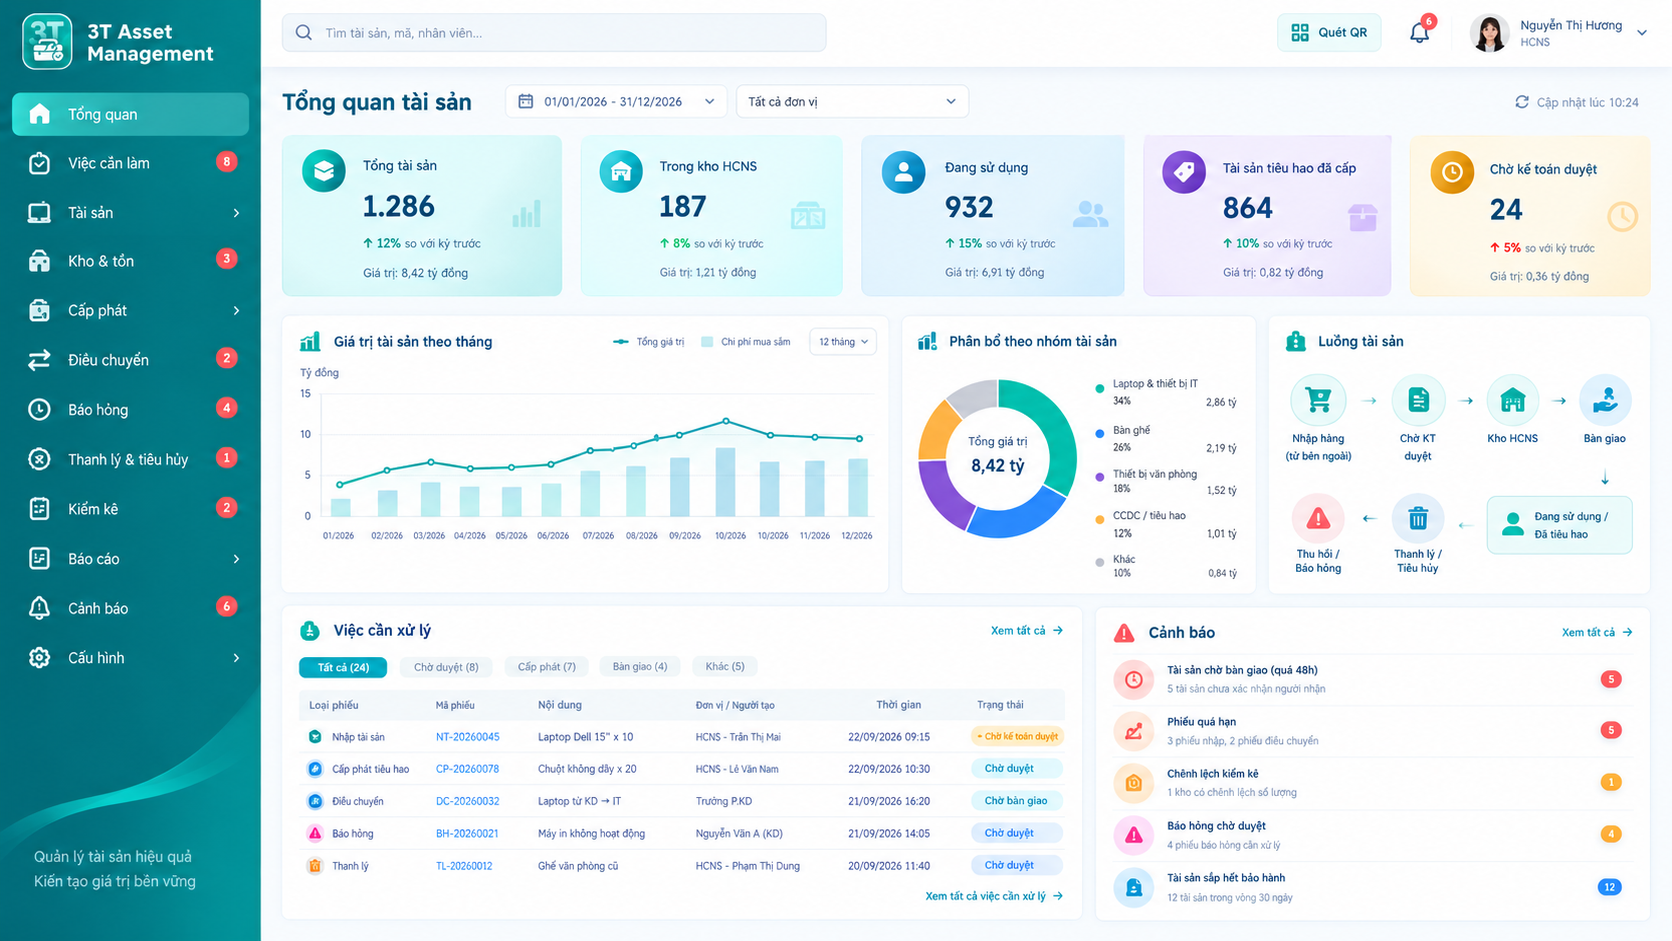 3T
3T Asset
Management
Tìm tài sản, mã, nhân viên...
Quét QR
6
Nguyễn Thị Hương
HCNS
Tổng quan
Việc cần làm
8
Tài sản
Kho & tồn
3
Cấp phát
Điều chuyển
2
Báo hỏng
4
Thanh lý & tiêu hủy
1
Kiểm kê
2
Báo cáo
Cảnh báo
6
Cấu hình
Quản lý tài sản hiệu quả
Kiến tạo giá trị bền vững
Tổng quan tài sản
01/01/2026 - 31/12/2026
Tất cả đơn vị
Cập nhật lúc 10:24
Tổng tài sản
1.286
↑ 12% so với kỳ trước
Giá trị: 8,42 tỷ đồng
Trong kho HCNS
187
↑ 8% so với kỳ trước
Giá trị: 1,21 tỷ đồng
Đang sử dụng
932
↑ 15% so với kỳ trước
Giá trị: 6,91 tỷ đồng
Tài sản tiêu hao đã cấp
864
↑ 10% so với kỳ trước
Giá trị: 0,82 tỷ đồng
Chờ kế toán duyệt
24
↑ 5% so với kỳ trước
Giá trị: 0,36 tỷ đồng
Giá trị tài sản theo tháng
Tổng giá trị
Chi phí mua sắm
12 tháng
Tỷ đồng
15
10
5
0
01/2026 02/2026 03/2026 04/2026 05/2026 06/2026 07/2026 08/2026 09/2026 10/2026 10/2026 11/2026 12/2026
Phân bổ theo nhóm tài sản
Tổng giá trị
8,42 tỷ
Laptop & thiết bị IT
34% 2,86 tỷ
Bàn ghế
26% 2,19 tỷ
Thiết bị văn phòng
18% 1,52 tỷ
CCDC / tiêu hao
12% 1,01 tỷ
Khác
10% 0,84 tỷ
Luồng tài sản
Nhập hàng
(từ bên ngoài)
Chờ KT
duyệt
Kho HCNS
Bàn giao
Đang sử dụng /
Đã tiêu hao
Thanh lý /
Tiêu hủy
Thu hồi /
Báo hỏng
Việc cần xử lý
Xem tất cả →
Tất cả (24)
Chờ duyệt (8)
Cấp phát (7)
Bàn giao (4)
Khác (5)
Loại phiếu Mã phiếu Nội dung Đơn vị / Người tạo Thời gian Trạng thái
Nhập tài sản NT-20260045 Laptop Dell 15" x 10 HCNS - Trần Thị Mai 22/09/2026 09:15 Chờ kế toán duyệt
Cấp phát tiêu hao CP-20260078 Chuột không dây x 20 HCNS - Lê Văn Nam 22/09/2026 10:30 Chờ duyệt
Điều chuyển DC-20260032 Laptop từ KD → IT Trưởng P.KD 21/09/2026 16:20 Chờ bàn giao
Báo hỏng BH-20260021 Máy in không hoạt động Nguyễn Văn A (KD) 21/09/2026 14:05 Chờ duyệt
Thanh lý TL-20260012 Ghế văn phòng cũ HCNS - Phạm Thị Dung 20/09/2026 11:40 Chờ duyệt
Xem tất cả việc cần xử lý →
Cảnh báo
Xem tất cả →
Tài sản chờ bàn giao (quá 48h)
5 tài sản chưa xác nhận người nhận
5
Phiếu quá hạn
3 phiếu nhập, 2 phiếu điều chuyển
5
Chênh lệch kiểm kê
1 kho có chênh lệch số lượng
1
Báo hỏng chờ duyệt
4 phiếu báo hỏng cần xử lý
4
Tài sản sắp hết bảo hành
12 tài sản trong vòng 30 ngày
12